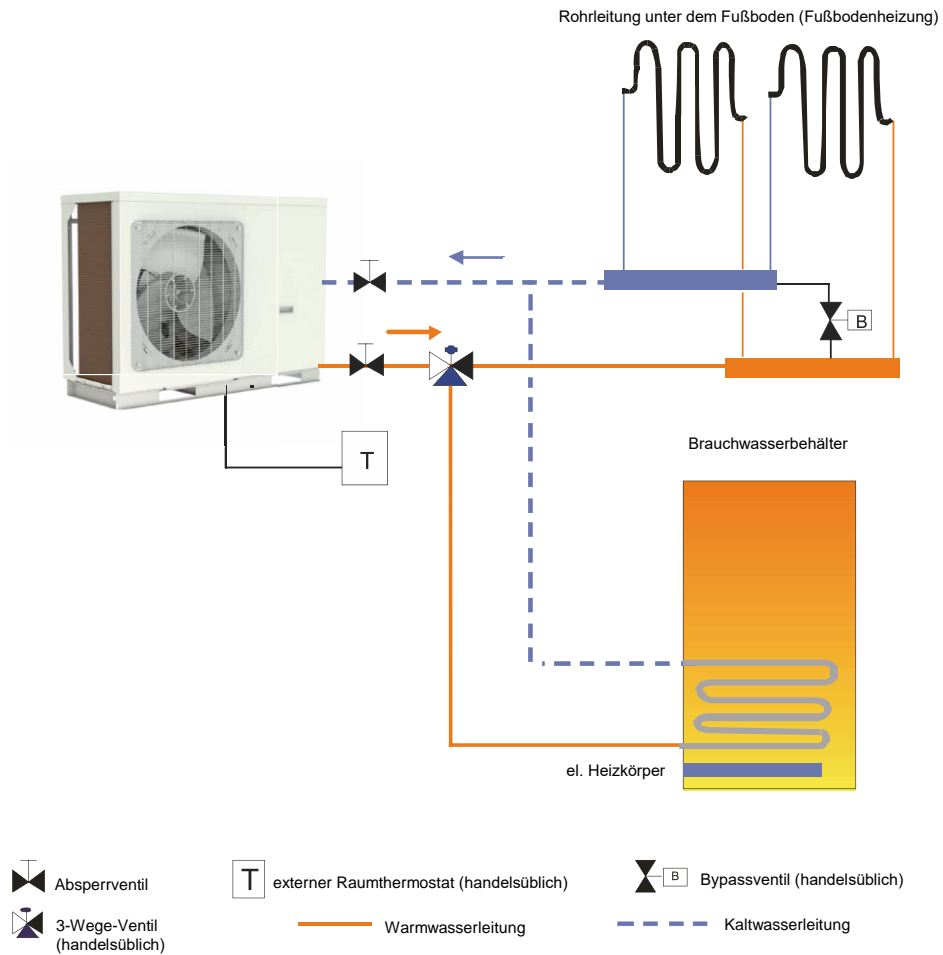 Rohrleitung unter dem Fußboden (Fußbodenheizung)
B
T
Brauchwasserbehälter
el. Heizkörper
Absperrventil
T
externer Raumthermostat (handelsüblich)
B
Bypassventil (handelsüblich)
3-Wege-Ventil
(handelsüblich)
Warmwasserleitung
Kaltwasserleitung